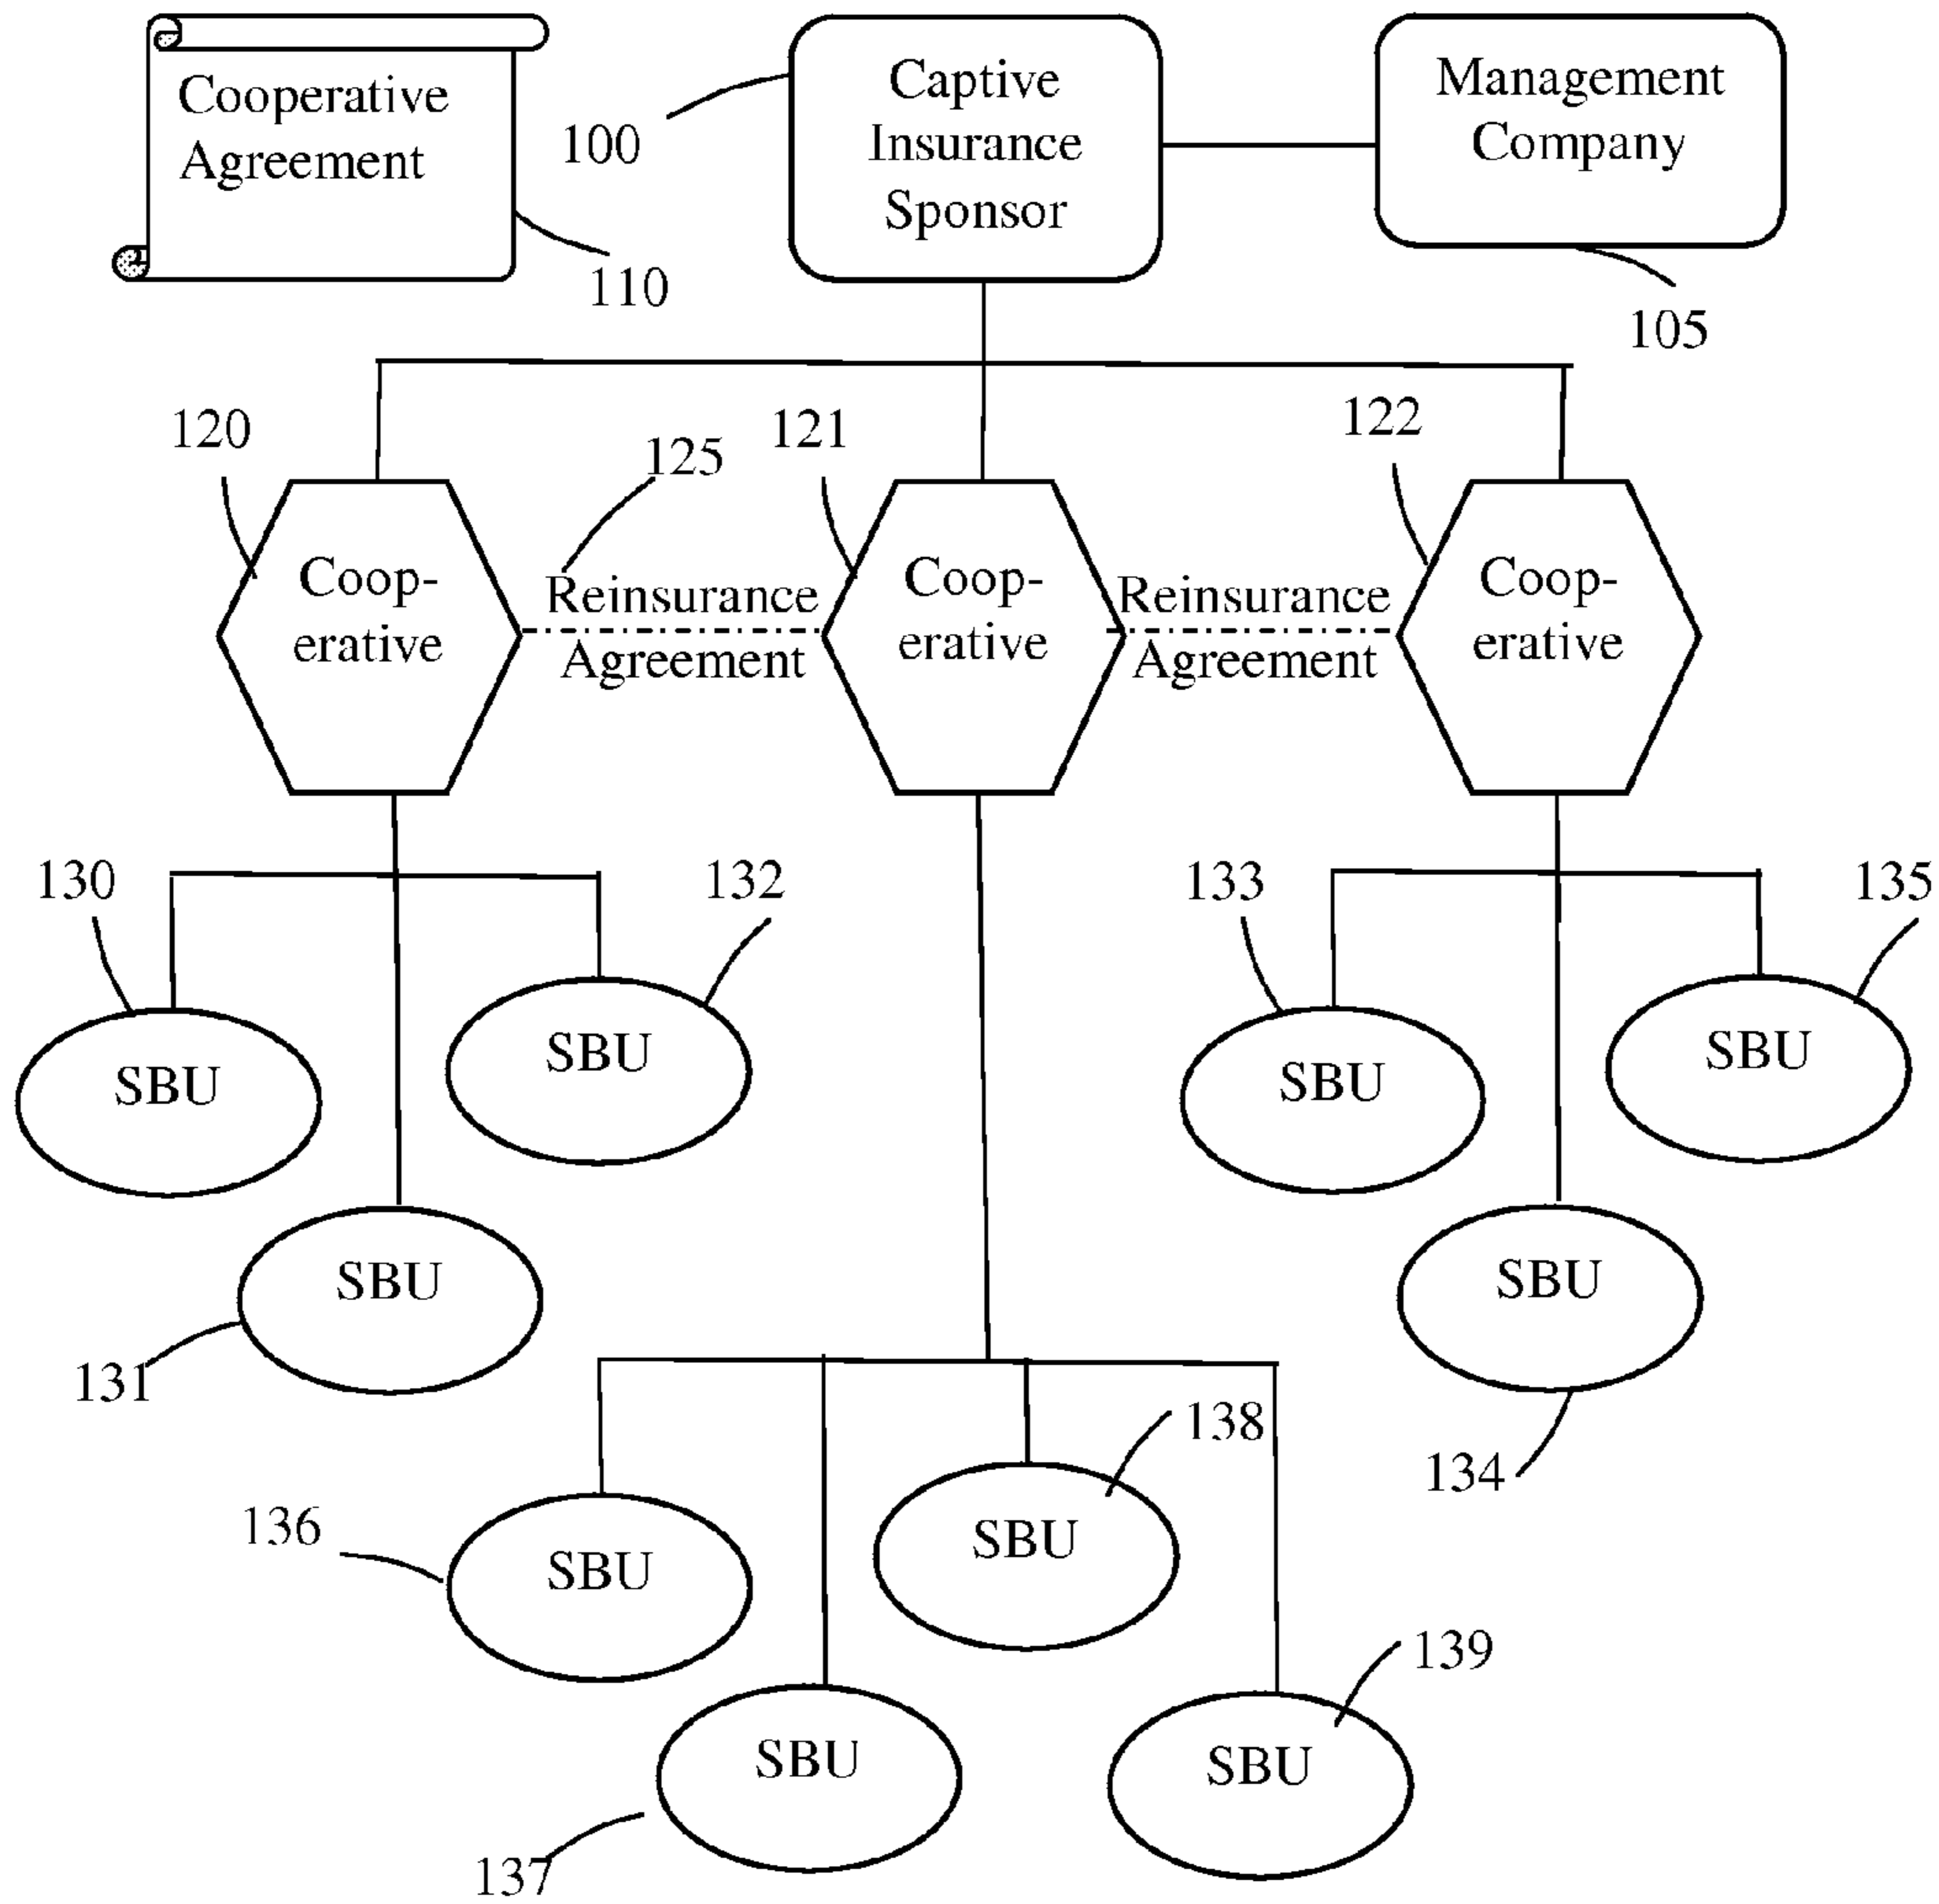 Cooperative
Agreement
110
100
Captive
Insurance
Sponsor
Management
Company
105
120
125
121
122
Coop-
erative
Reinsurance
Agreement
Coop-
erative
Reinsurance
Agreement
Coop-
erative
130
132
133
135
SBU
SBU
SBU
SBU
SBU
131
SBU
134
138
136
SBU
SBU
139
SBU
137
SBU